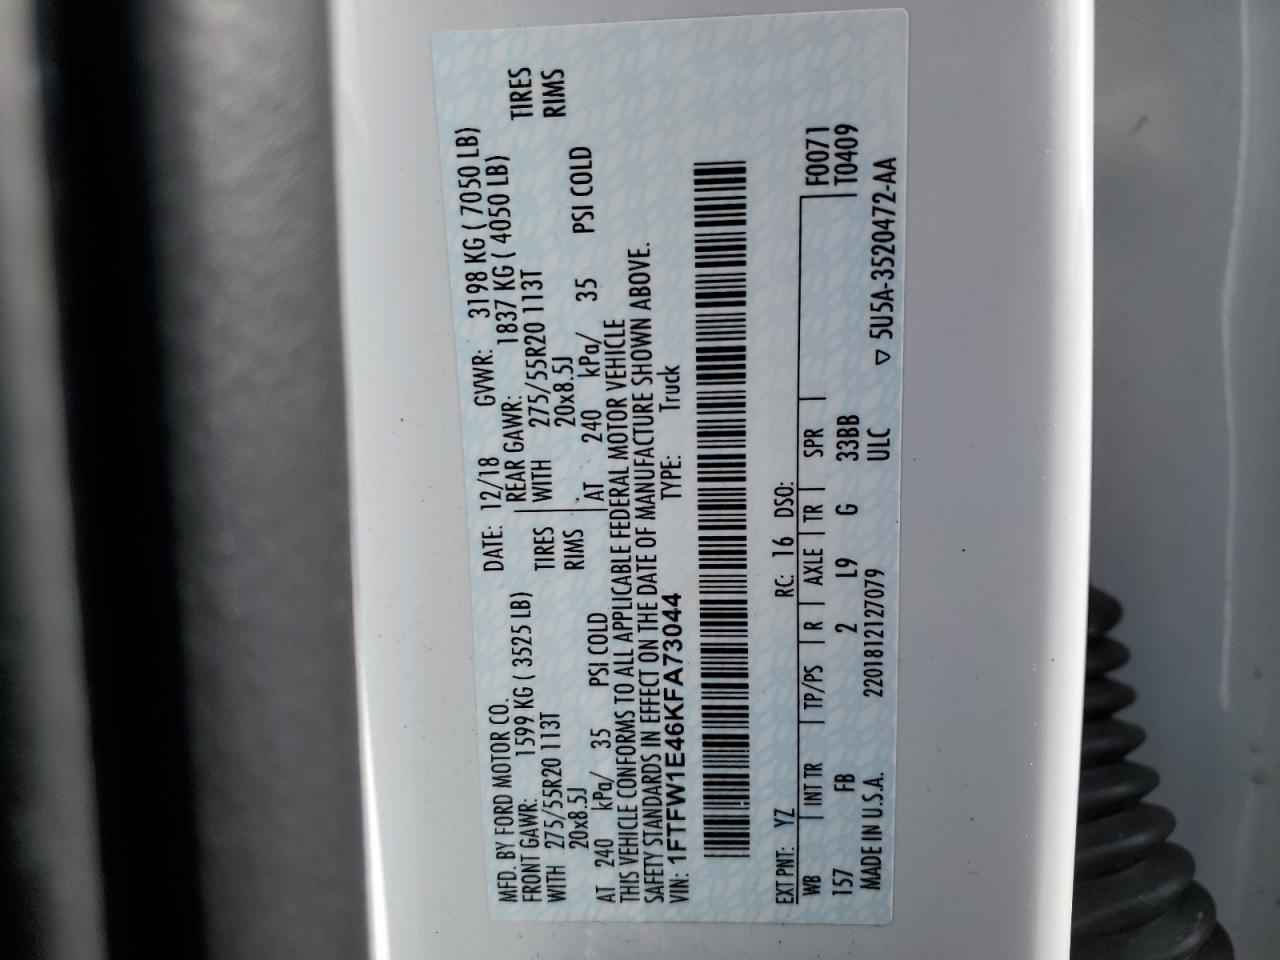 MFD. BY FORD MOTOR CO. DATE: 12/18 GVWR: 3198 KG ( 7050 LB)
FRONT GAWR: 1599 KG ( 3525 LB) REAR GAWR: 1837 KG ( 4050 LB)
WITH 275/55R20 113T TIRES WITH 275/55R20 113T TIRES
20x8.5J RIMS 20x8.5J RIMS
AT 240 kPa/ 35 PSI COLD AT 240 kPa/ 35 PSI COLD
THIS VEHICLE CONFORMS TO ALL APPLICABLE FEDERAL MOTOR VEHICLE
SAFETY STANDARDS IN EFFECT ON THE DATE OF MANUFACTURE SHOWN ABOVE.
VIN: 1FTFW1E46KFA73044 TYPE: Truck
EXT PNT: YZ RC: 16 DSO:
WB | INT TR | TP/PS | R | AXLE | TR | SPR | F0071
157 FB 2 L9 G 33BB T0409
MADE IN U.S.A. 2201812127079 ULC ▽ 5U5A-3520472-AA